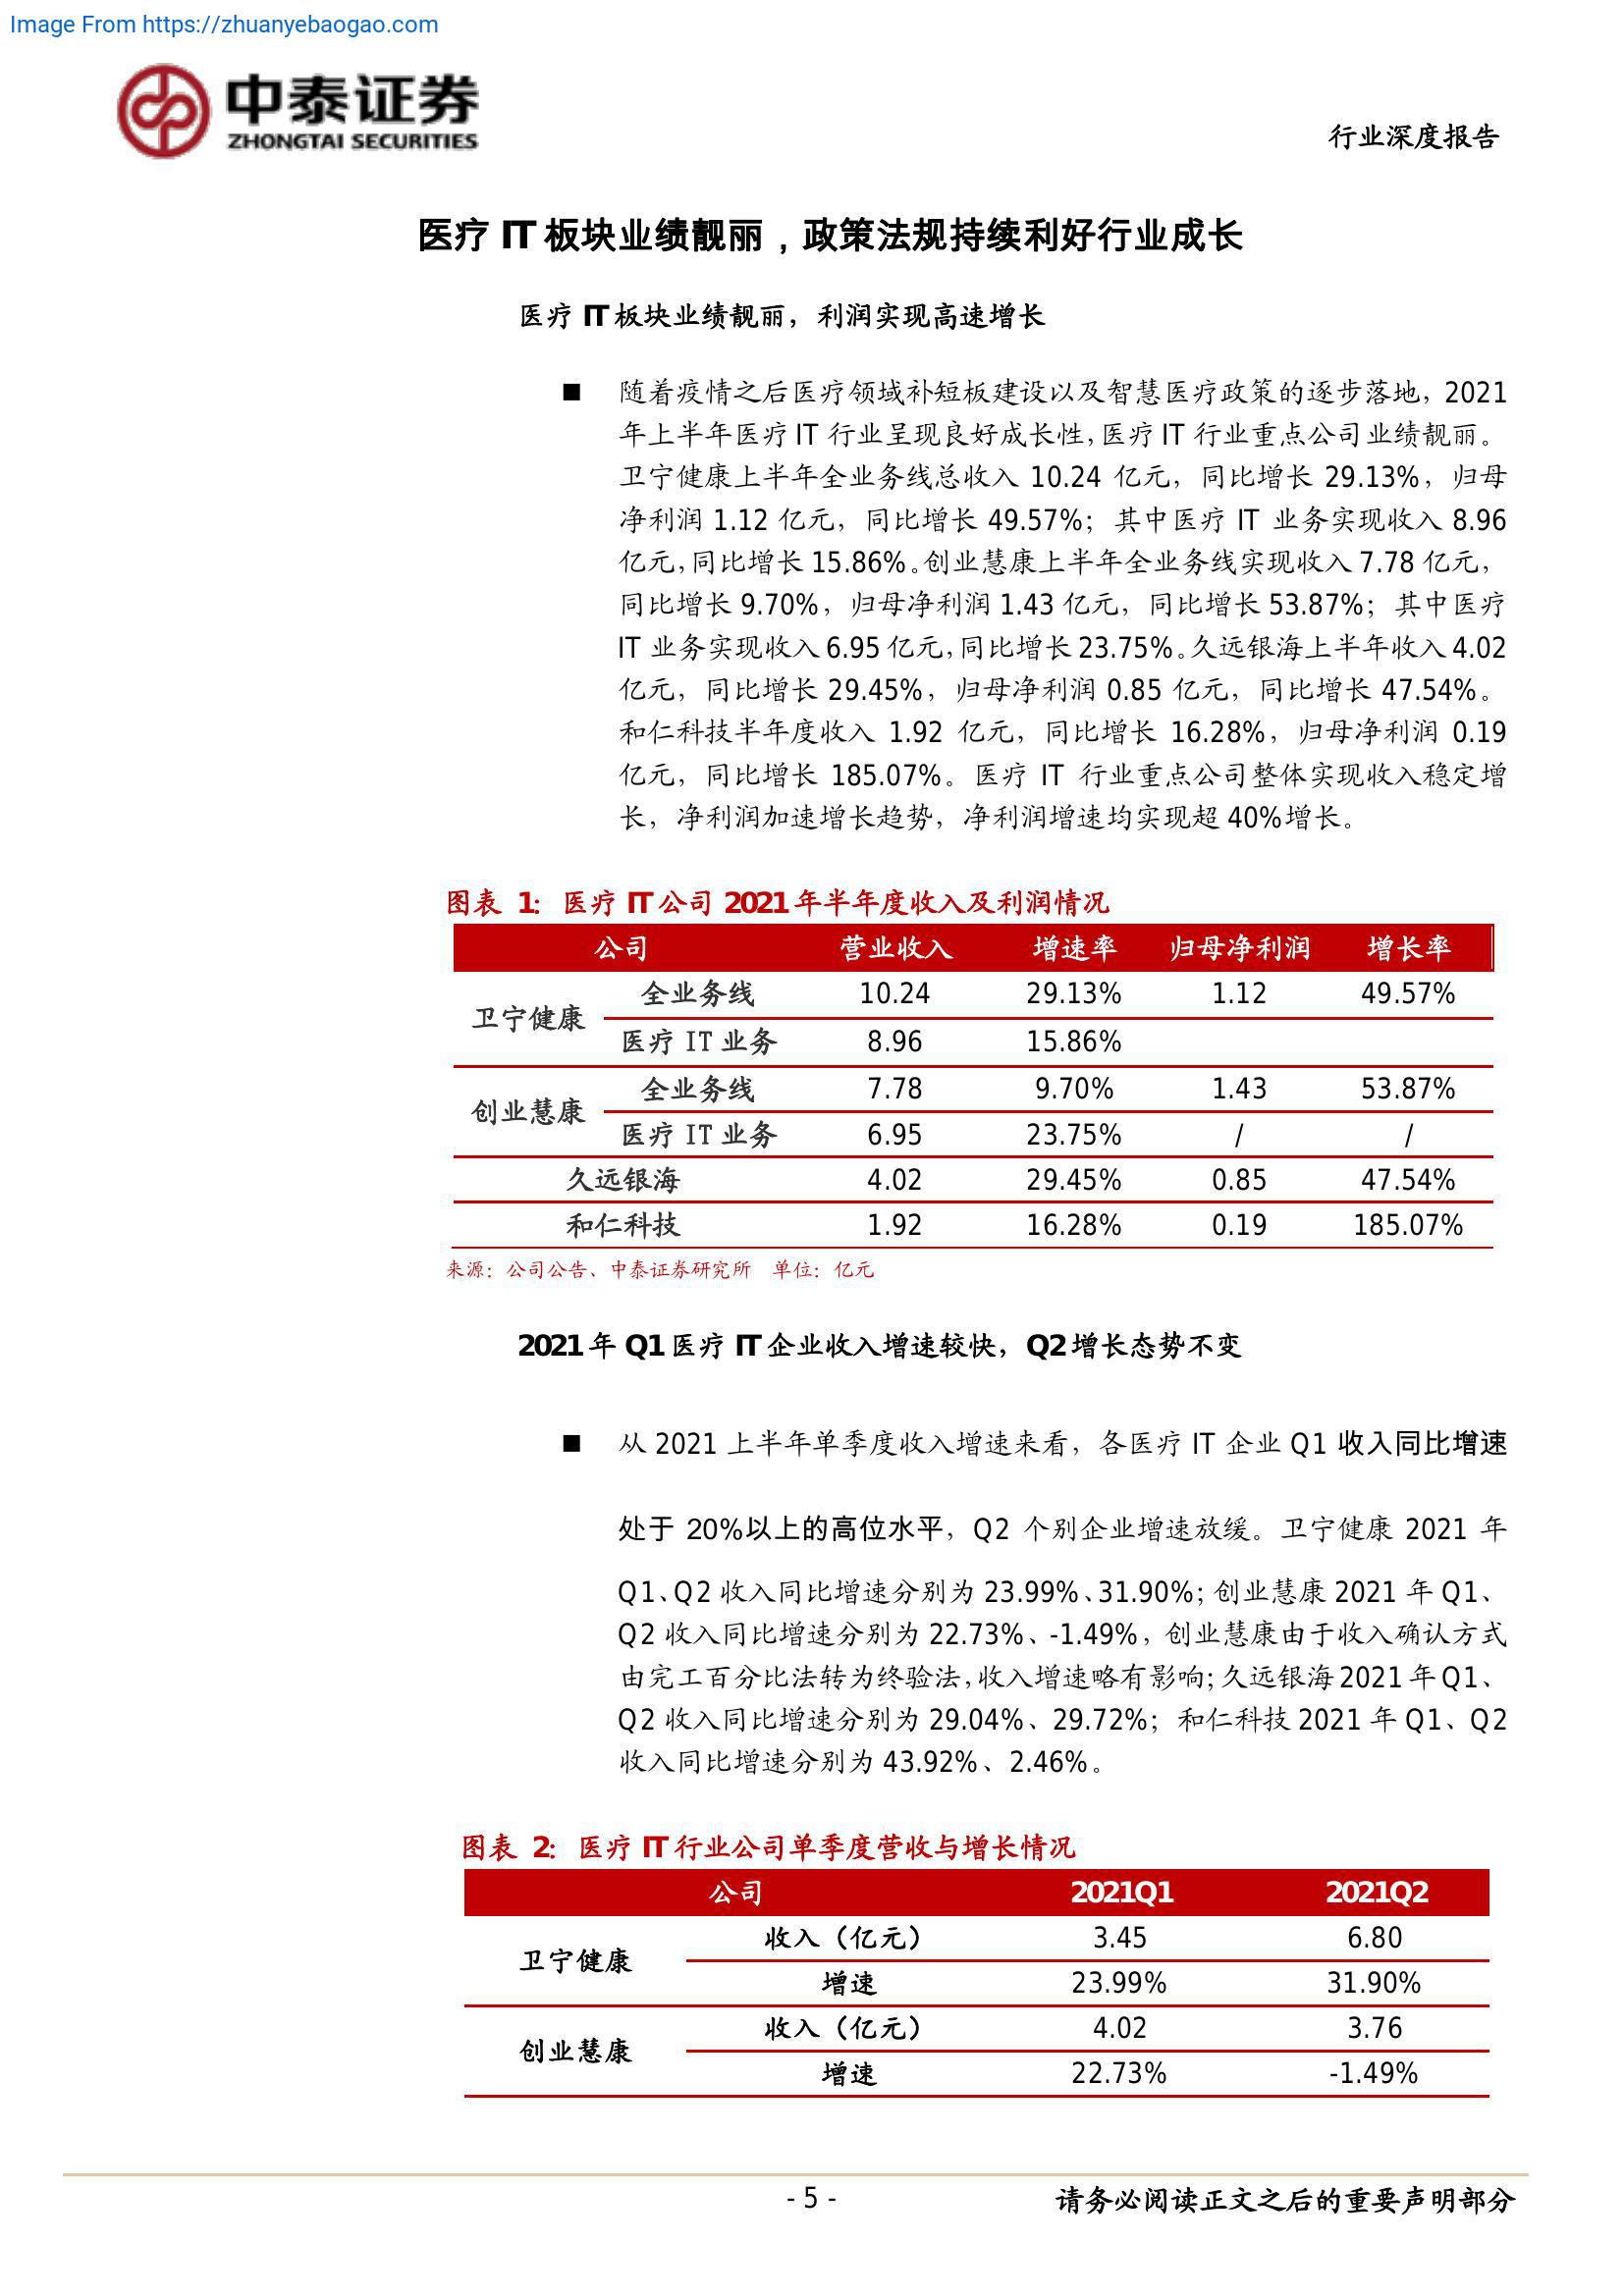 Image From https://zhuanyebaogao.com
中泰证券
ZHONGTAI SECURITIES
行业深度报告
医疗 IT 板块业绩靓丽，政策法规持续利好行业成长
医疗 IT 板块业绩靓丽，利润实现高速增长
■ 随着疫情之后医疗领域补短板建设以及智慧医疗政策的逐步落地，2021
年上半年医疗 IT 行业呈现良好成长性，医疗 IT 行业重点公司业绩靓丽。
卫宁健康上半年全业务线总收入 10.24 亿元，同比增长 29.13%，归母
净利润 1.12 亿元，同比增长 49.57%；其中医疗 IT 业务实现收入 8.96
亿元，同比增长 15.86%。创业慧康上半年全业务线实现收入 7.78 亿元，
同比增长 9.70%，归母净利润 1.43 亿元，同比增长 53.87%；其中医疗
IT 业务实现收入 6.95 亿元，同比增长 23.75%。久远银海上半年收入 4.02
亿元，同比增长 29.45%，归母净利润 0.85 亿元，同比增长 47.54%。
和仁科技半年度收入 1.92 亿元，同比增长 16.28%，归母净利润 0.19
亿元，同比增长 185.07%。医疗 IT 行业重点公司整体实现收入稳定增
长，净利润加速增长趋势，净利润增速均实现超 40%增长。
图表 1：医疗 IT 公司 2021 年半年度收入及利润情况
公司 营业收入 增速率 归母净利润 增长率
卫宁健康 全业务线 10.24 29.13% 1.12 49.57%
医疗 IT 业务 8.96 15.86%
创业慧康 全业务线 7.78 9.70% 1.43 53.87%
医疗 IT 业务 6.95 23.75% / /
久远银海 4.02 29.45% 0.85 47.54%
和仁科技 1.92 16.28% 0.19 185.07%
来源：公司公告、中泰证券研究所 单位：亿元
2021 年 Q1 医疗 IT 企业收入增速较快，Q2 增长态势不变
■ 从 2021 上半年单季度收入增速来看，各医疗 IT 企业 Q1 收入同比增速
处于 20%以上的高位水平，Q2 个别企业增速放缓。卫宁健康 2021 年
Q1、Q2 收入同比增速分别为 23.99%、31.90%；创业慧康 2021 年 Q1、
Q2 收入同比增速分别为 22.73%、-1.49%，创业慧康由于收入确认方式
由完工百分比法转为终验法，收入增速略有影响；久远银海 2021 年 Q1、
Q2 收入同比增速分别为 29.04%、29.72%；和仁科技 2021 年 Q1、Q2
收入同比增速分别为 43.92%、2.46%。
图表 2：医疗 IT 行业公司单季度营收与增长情况
公司 2021Q1 2021Q2
卫宁健康 收入（亿元） 3.45 6.80
增速 23.99% 31.90%
创业慧康 收入（亿元） 4.02 3.76
增速 22.73% -1.49%
- 5 -
请务必阅读正文之后的重要声明部分